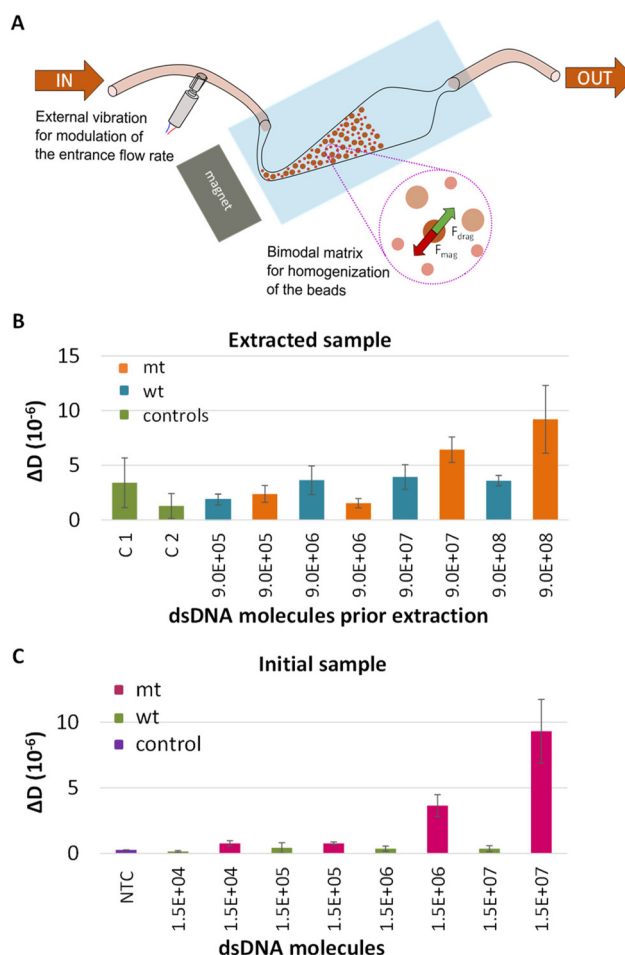 A
IN
OUT
External vibration
for modulation of
the entrance flow rate
magnet
Bimodal matrix
for homogenization
of the beads
F_drag
F_mag
B
Extracted sample
mt
wt
controls
ΔD (10⁻⁶)
15
10
5
0
C 1
C 2
9.0E+05
9.0E+05
9.0E+06
9.0E+06
9.0E+07
9.0E+07
9.0E+08
9.0E+08
dsDNA molecules prior extraction
C
Initial sample
mt
wt
control
ΔD (10⁻⁶)
10
5
0
NTC
1.5E+04
1.5E+04
1.5E+05
1.5E+05
1.5E+06
1.5E+06
1.5E+07
1.5E+07
dsDNA molecules